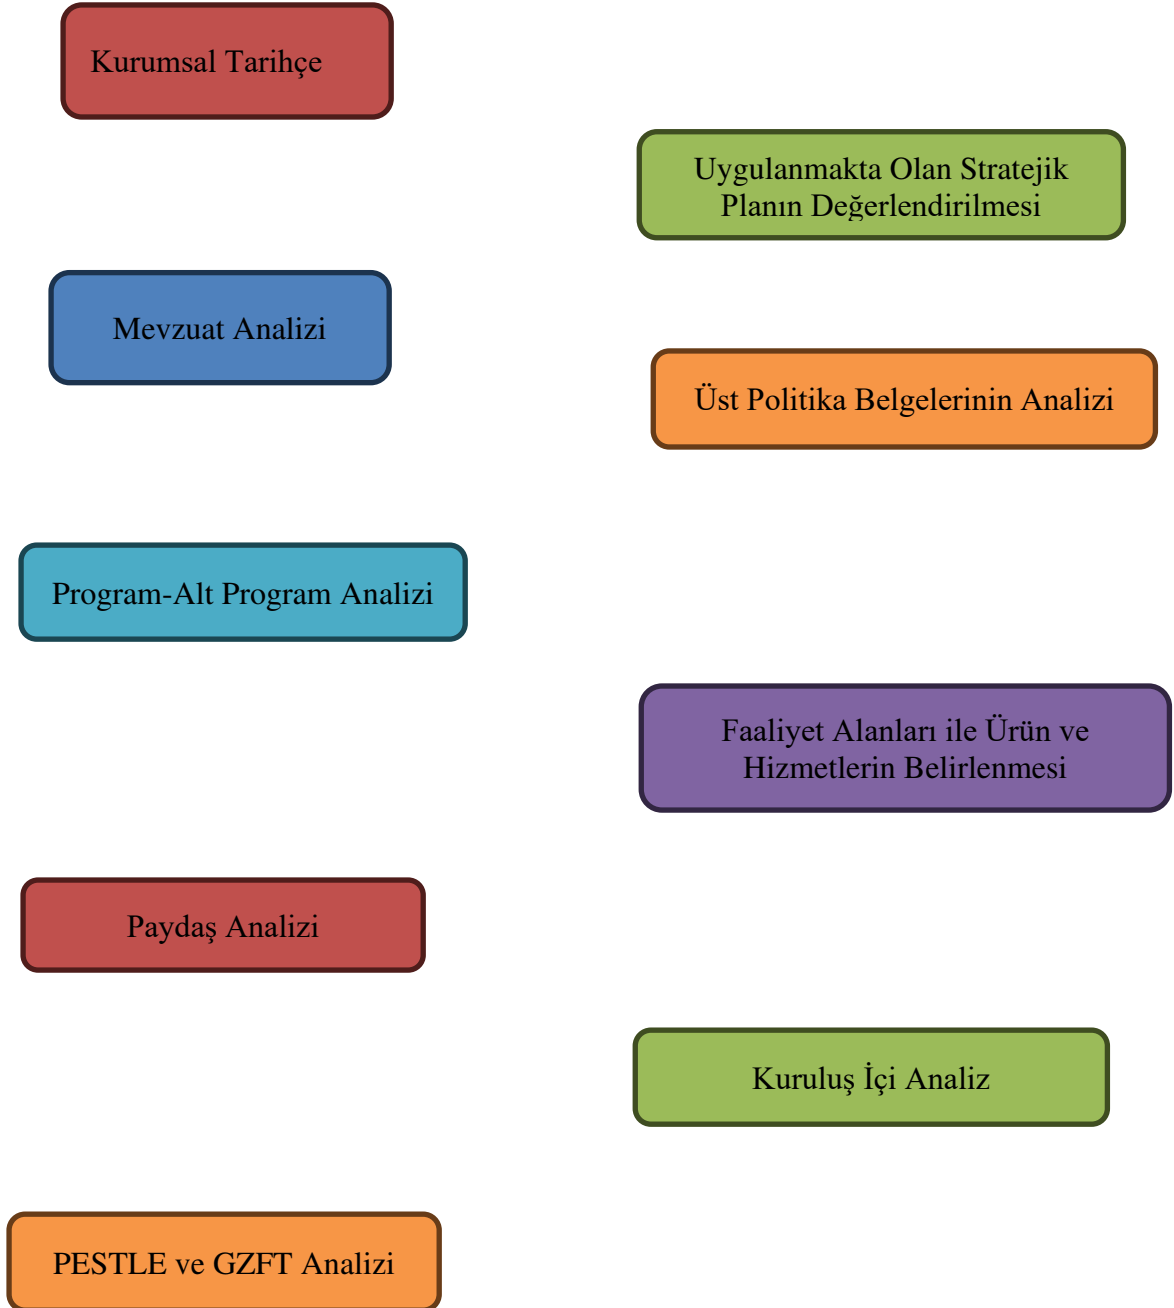 Kurumsal Tarihçe
Uygulanmakta Olan Stratejik
Planın Değerlendirilmesi
Mevzuat Analizi
Üst Politika Belgelerinin Analizi
Program-Alt Program Analizi
Faaliyet Alanları ile Ürün ve
Hizmetlerin Belirlenmesi
Paydaş Analizi
Kuruluş İçi Analiz
PESTLE ve GZFT Analizi